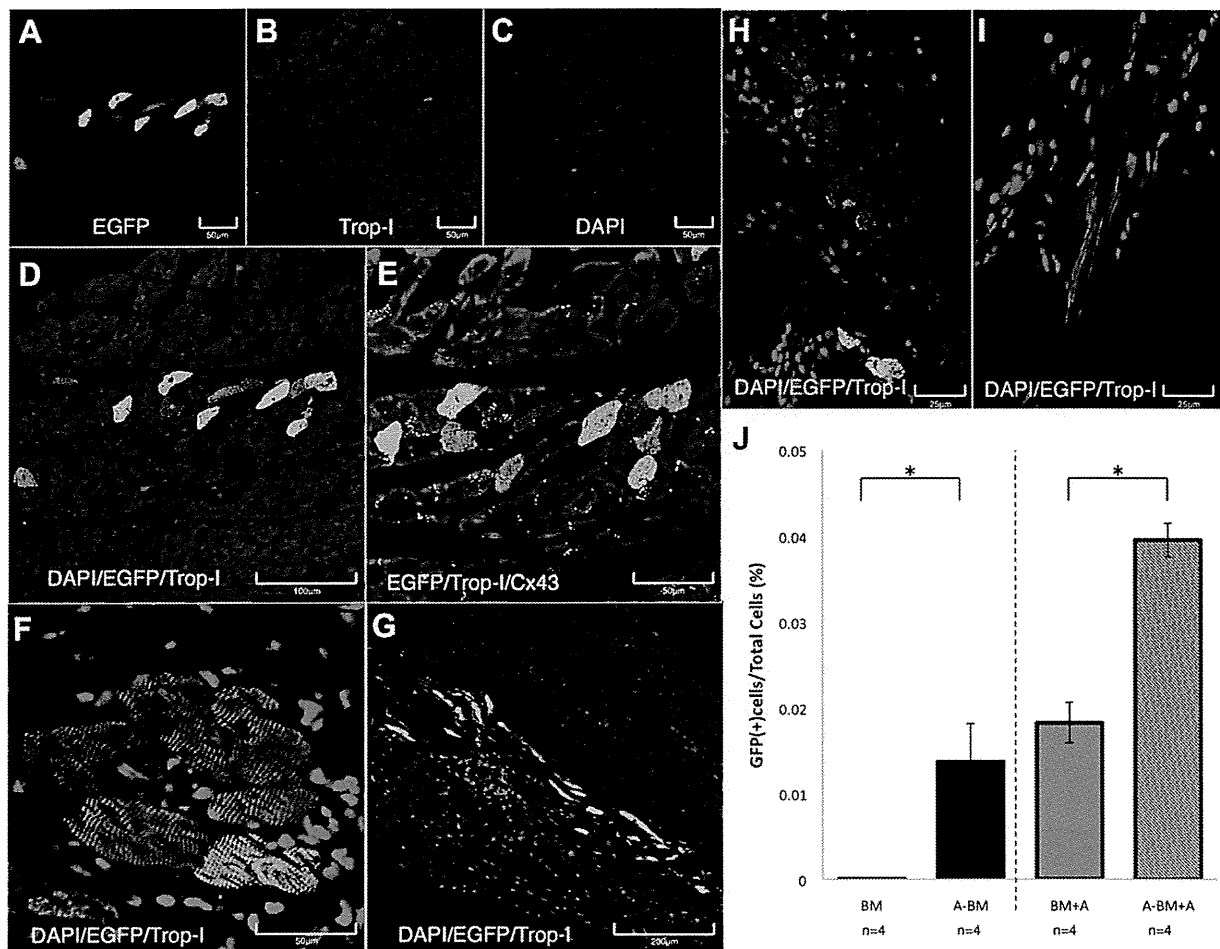 A
EGFP
50μm
B
Trop-I
50μm
C
DAPI
50μm
D
DAPI/EGFP/Trop-I
100μm
E
EGFP/Trop-I/Cx43
50μm
F
DAPI/EGFP/Trop-I
50μm
G
DAPI/EGFP/Trop-I
200μm
H
DAPI/EGFP/Trop-I
25μm
I
DAPI/EGFP/Trop-I
25μm
J
GFP(+)cells/Total Cells (%)
0.05
0.04
0.03
0.02
0.01
0
*
*
BM
A-BM
BM+A
A-BM+A
n=4
n=4
n=4
n=4